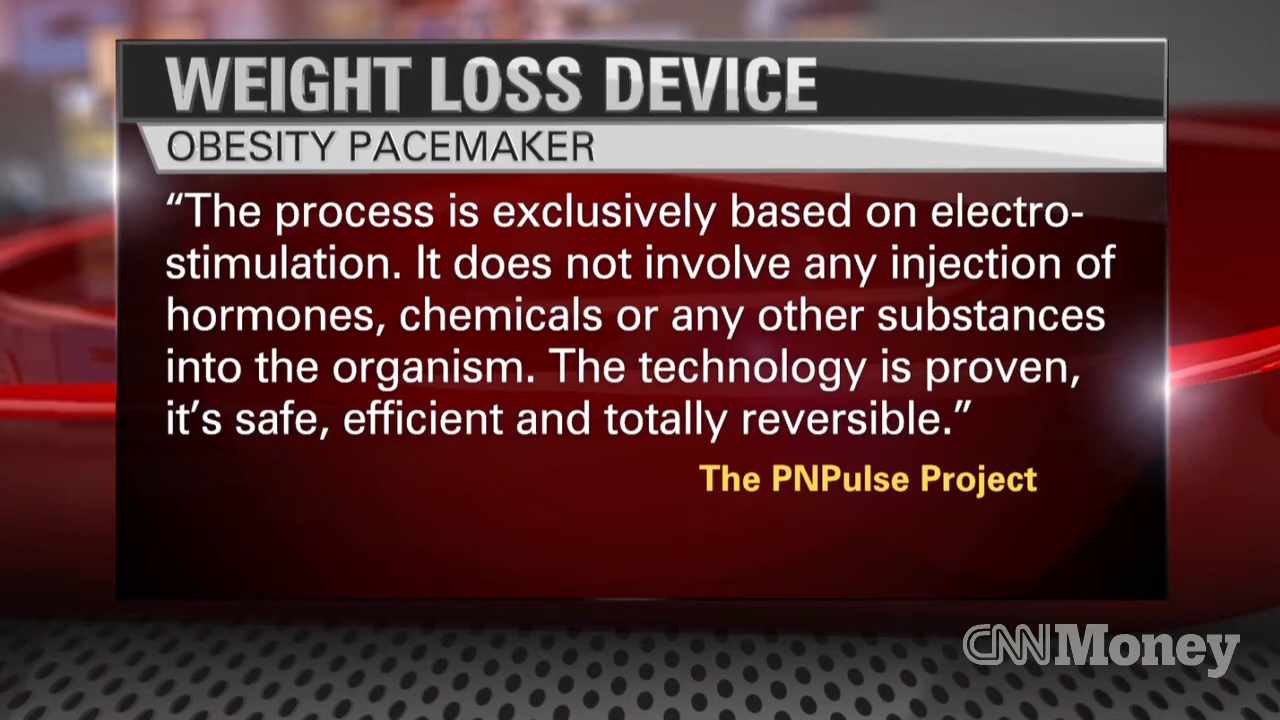 WEIGHT LOSS DEVICE
OBESITY PACEMAKER
“The process is exclusively based on electro-
stimulation. It does not involve any injection of
hormones, chemicals or any other substances
into the organism. The technology is proven,
it’s safe, efficient and totally reversible.”
The PNPulse Project
CNNMoney